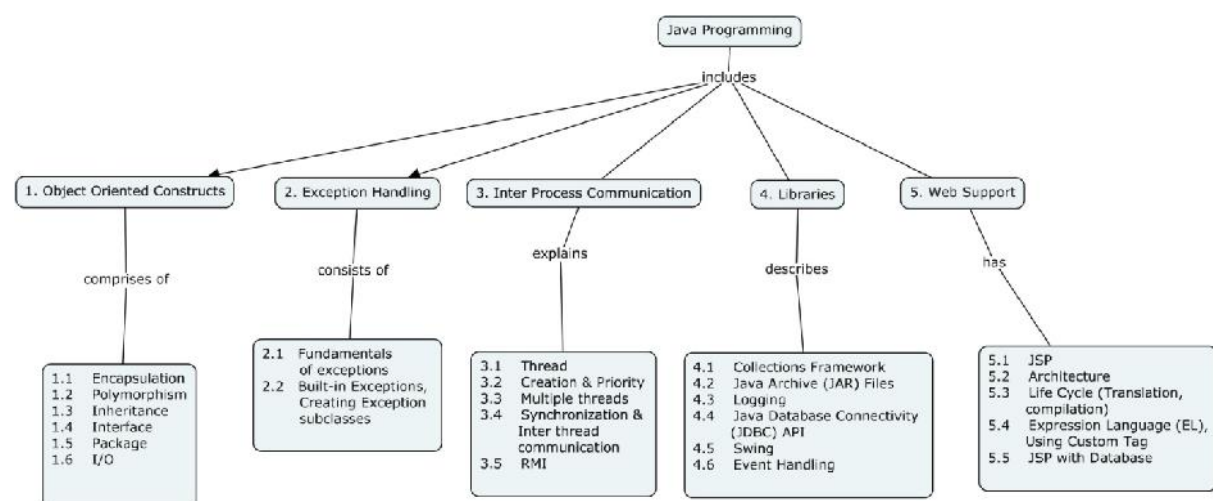 Java Programming
includes
1. Object Oriented Constructs
2. Exception Handling
3. Inter Process Communication
4. Libraries
5. Web Support
comprises of
consists of
explains
describes
has
1.1 Encapsulation
1.2 Polymorphism
1.3 Inheritance
1.4 Interface
1.5 Package
1.6 I/O
2.1 Fundamentals
of exceptions
2.2 Built-in Exceptions,
Creating Exception
subclasses
3.1 Thread
3.2 Creation & Priority
3.3 Multiple threads
3.4 Synchronization &
Inter thread
communication
3.5 RMI
4.1 Collections Framework
4.2 Java Archive (JAR) Files
4.3 Logging
4.4 Java Database Connectivity
(JDBC) API
4.5 Swing
4.6 Event Handling
5.1 JSP
5.2 Architecture
5.3 Life Cycle (Translation,
compilation)
5.4 Expression Language (EL),
Using Custom Tag
5.5 JSP with Database